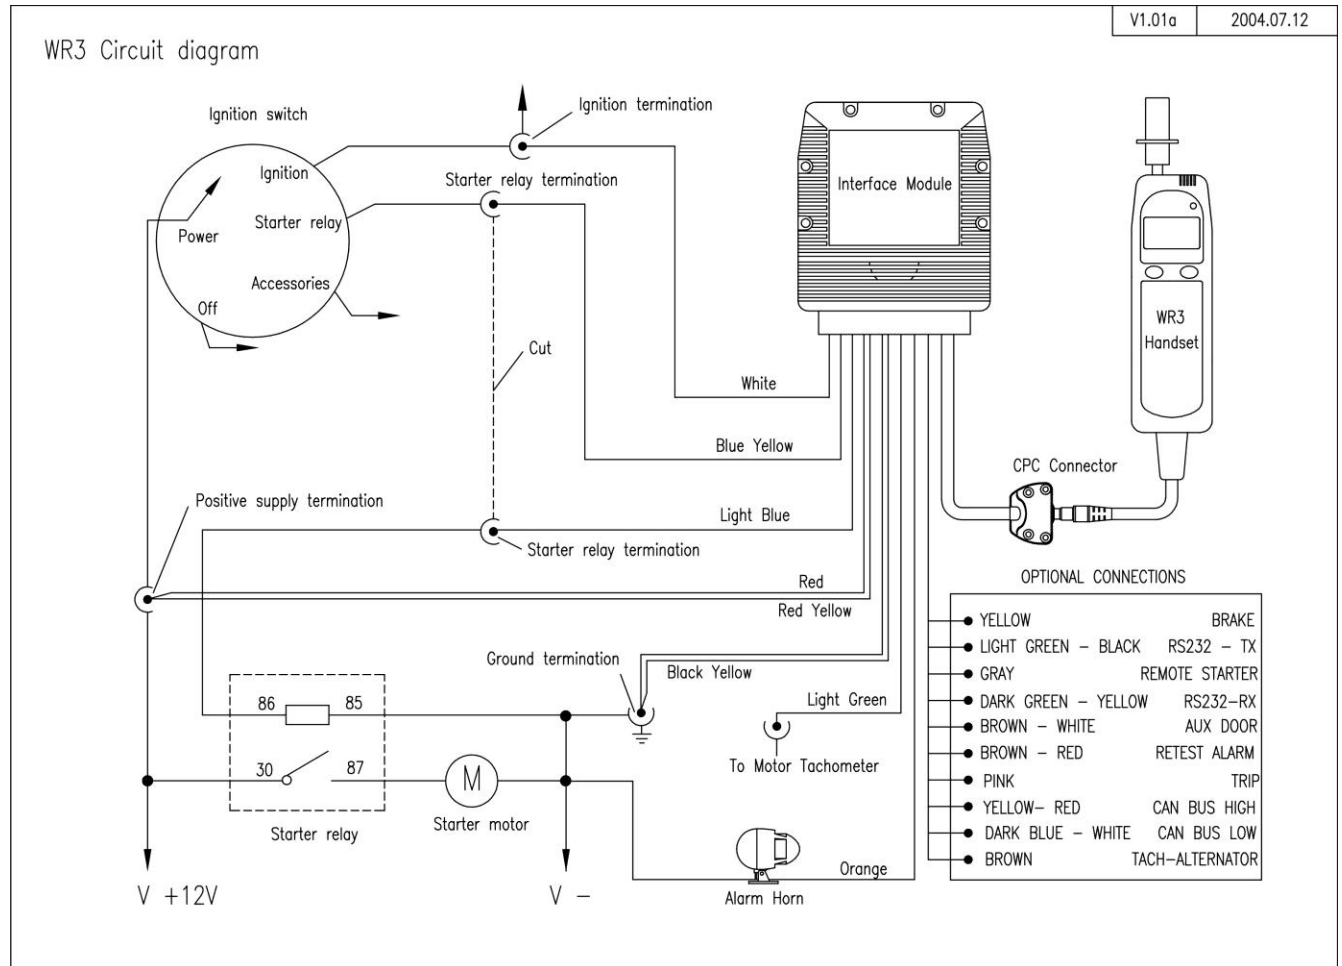 V1.01a 2004.07.12
WR3 Circuit diagram
Ignition switch
Ignition termination
Ignition
Starter relay termination
Interface Module
Starter relay
Power
Accessories
Off
WR3
Handset
Cut
White
Blue Yellow
CPC Connector
Positive supply termination
Light Blue
Starter relay termination
OPTIONAL CONNECTIONS
Red
Red Yellow
YELLOW BRAKE
LIGHT GREEN - BLACK RS232 - TX
GRAY REMOTE STARTER
DARK GREEN - YELLOW RS232-RX
BROWN - WHITE AUX DOOR
BROWN - RED RETEST ALARM
PINK TRIP
YELLOW- RED CAN BUS HIGH
DARK BLUE - WHITE CAN BUS LOW
BROWN TACH-ALTERNATOR
Ground termination
Black Yellow
Light Green
86 85
To Motor Tachometer
30 87
M
Starter relay
Starter motor
Orange
Alarm Horn
V +12V
V -